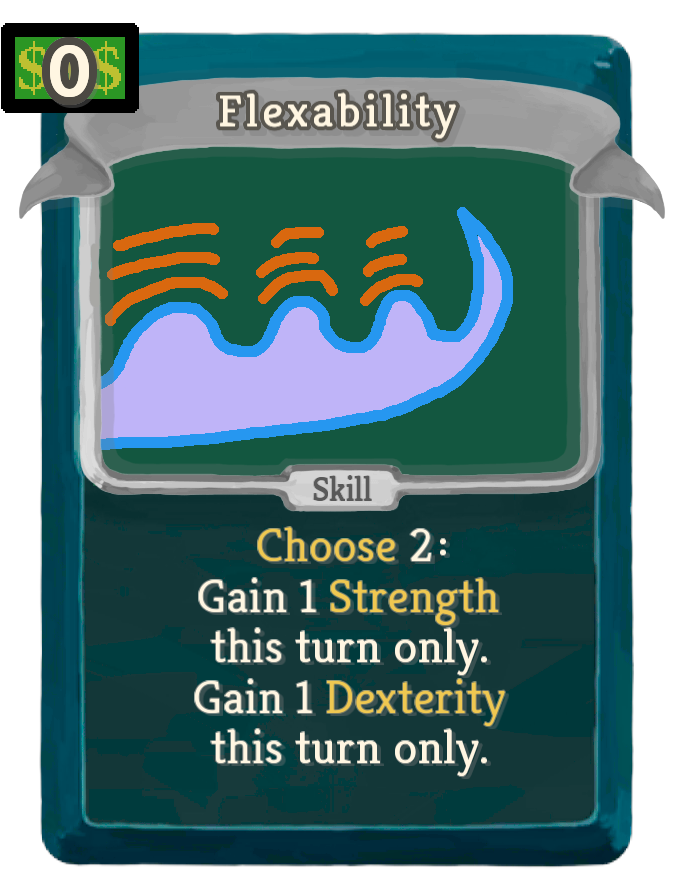 $0$
Flexability
Skill
Choose 2:
Gain 1 Strength
this turn only.
Gain 1 Dexterity
this turn only.